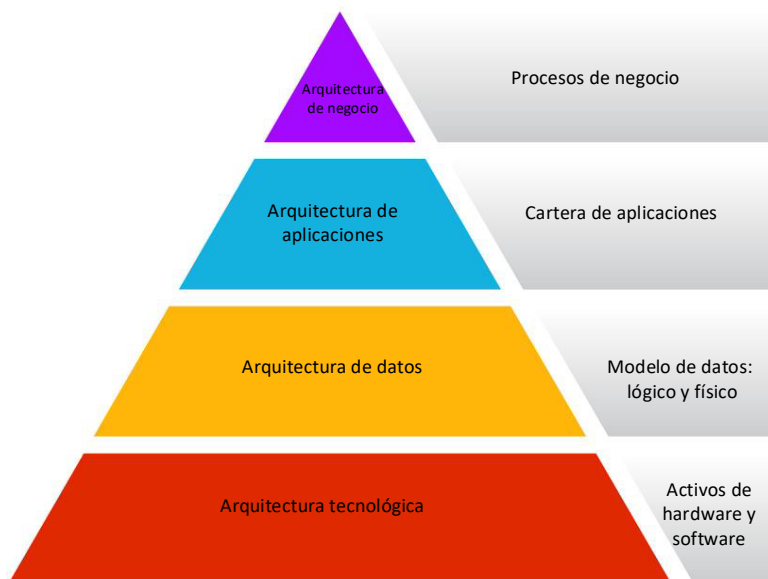 Arquitectura
de negocio
Procesos de negocio
Arquitectura de
aplicaciones
Cartera de aplicaciones
Arquitectura de datos
Modelo de datos:
lógico y físico
Arquitectura tecnológica
Activos de
hardware y
software